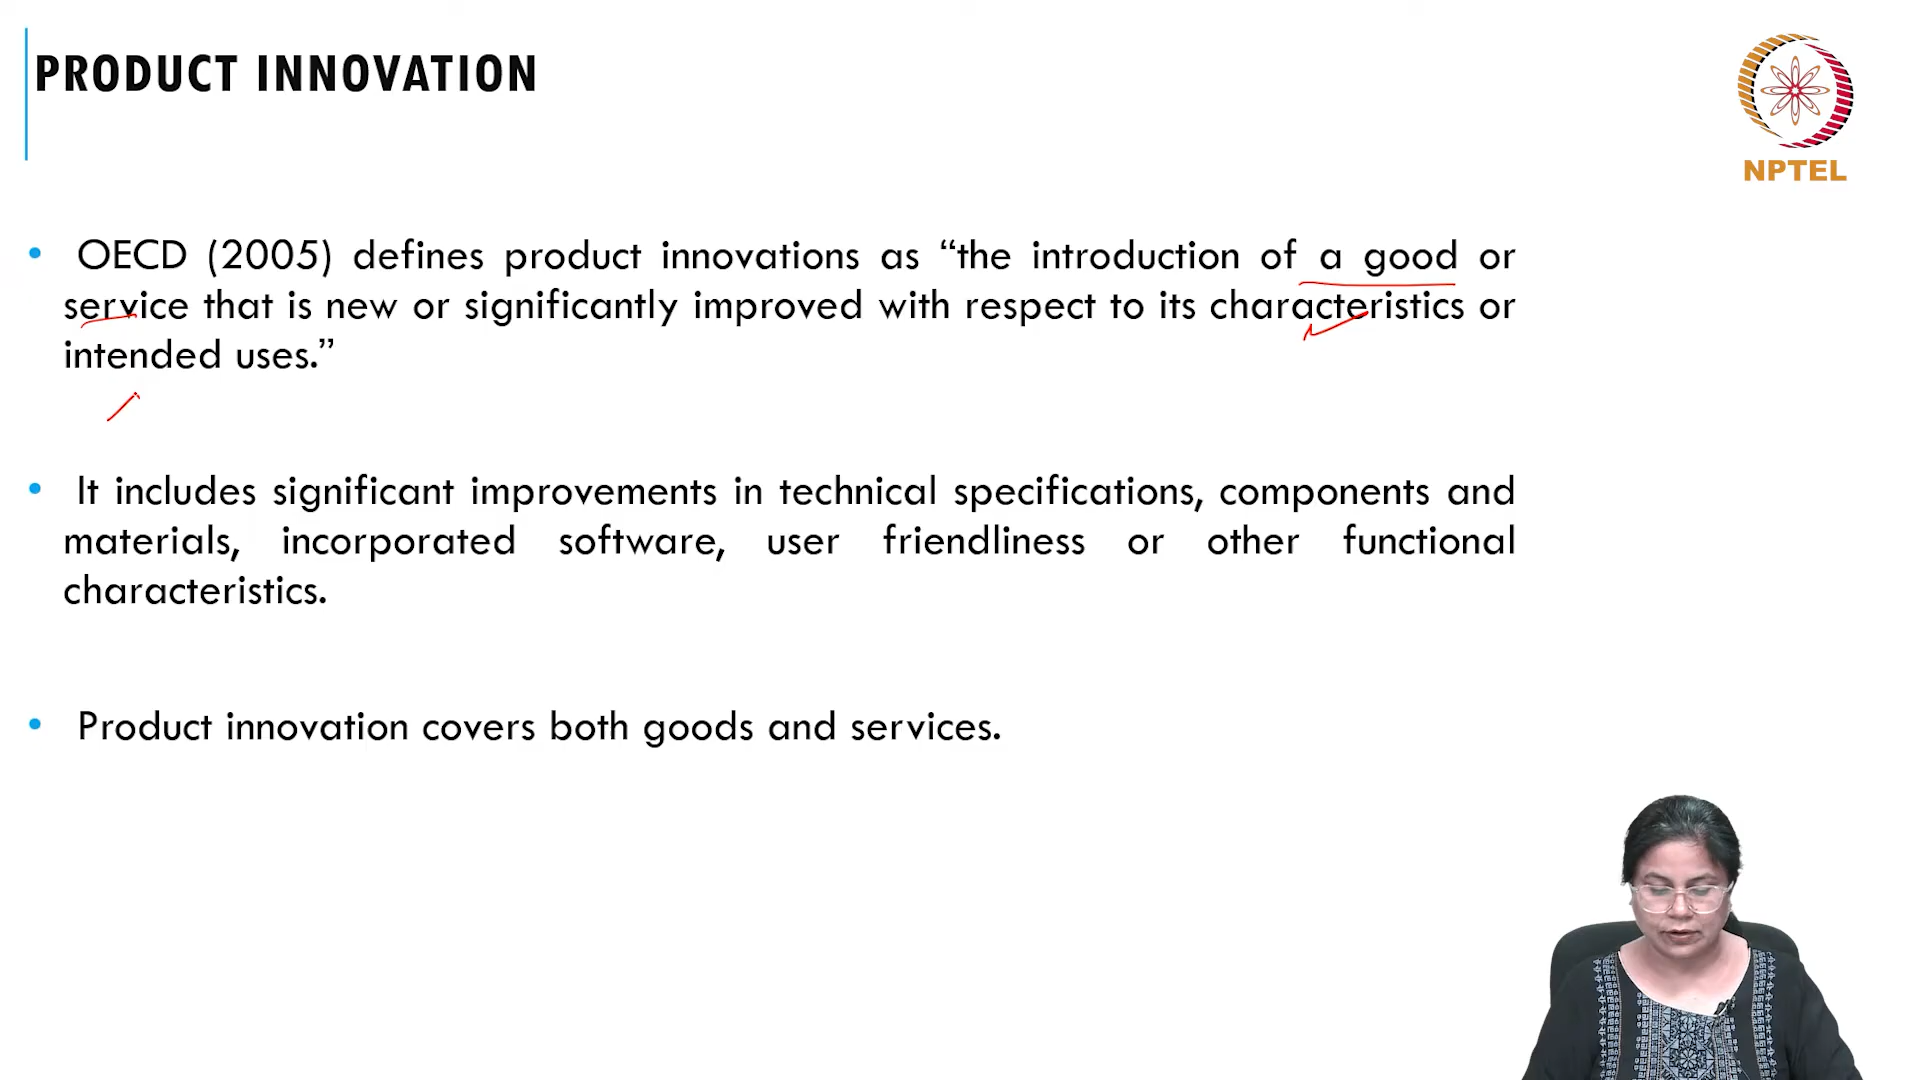 PRODUCT INNOVATION
NPTEL
• OECD (2005) defines product innovations as “the introduction of a good or
service that is new or significantly improved with respect to its characteristics or
intended uses.”
• It includes significant improvements in technical specifications, components and
materials, incorporated software, user friendliness or other functional
characteristics.
• Product innovation covers both goods and services.